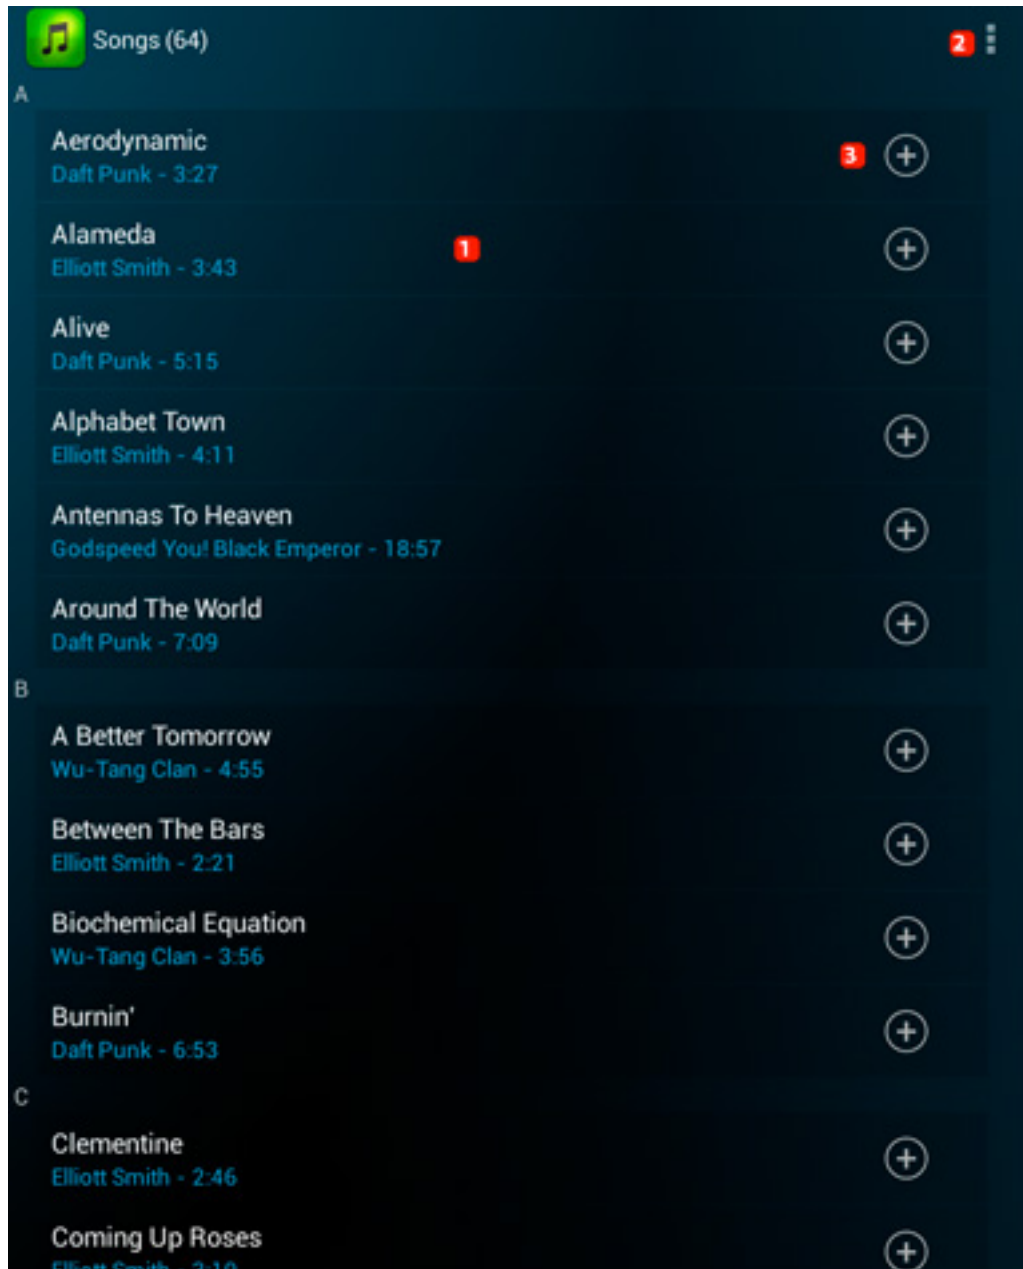 Songs (64)
2
A
Aerodynamic
Daft Punk - 3:27
3
Alameda
Elliott Smith - 3:43
1
Alive
Daft Punk - 5:15
Alphabet Town
Elliott Smith - 4:11
Antennas To Heaven
Godspeed You! Black Emperor - 18:57
Around The World
Daft Punk - 7:09
B
A Better Tomorrow
Wu-Tang Clan - 4:55
Between The Bars
Elliott Smith - 2:21
Biochemical Equation
Wu-Tang Clan - 3:56
Burnin'
Daft Punk - 6:53
C
Clementine
Elliott Smith - 2:46
Coming Up Roses
Elliott Smith -